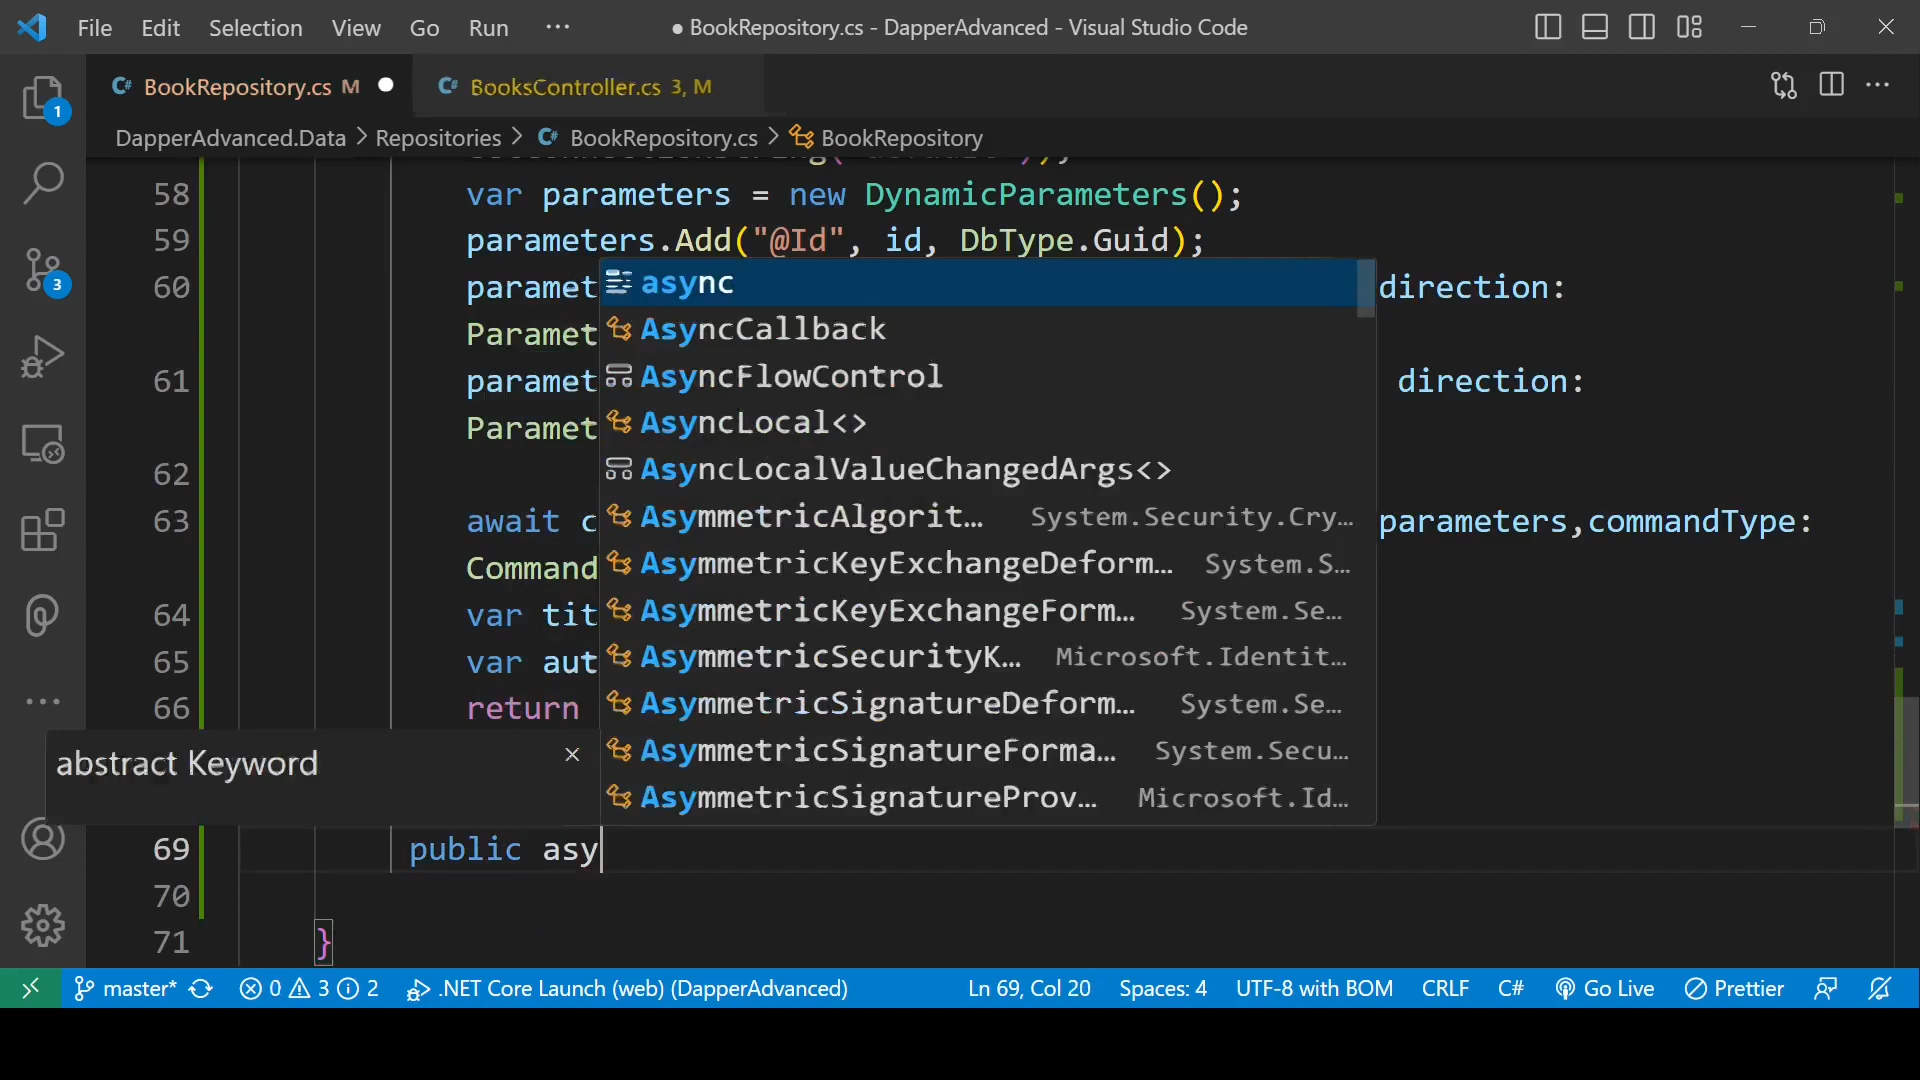 File Edit Selection View Go Run ··· ● BookRepository.cs - DapperAdvanced - Visual Studio Code
C# BookRepository.cs M ● C# BooksController.cs 3, M
DapperAdvanced.Data > Repositories > C# BookRepository.cs > BookRepository
58 var parameters = new DynamicParameters();
59 parameters.Add("@Id", id, DbType.Guid);
60 paramet direction:
Paramet
61 paramet direction:
Paramet
62
63 await c parameters,commandType:
Command
64 var tit
65 var aut
66 return
async
AsyncCallback
AsyncFlowControl
AsyncLocal<>
AsyncLocalValueChangedArgs<>
AsymmetricAlgorit… System.Security.Cry…
AsymmetricKeyExchangeDeform… System.S…
AsymmetricKeyExchangeForm… System.Se…
AsymmetricSecurityK… Microsoft.Identit…
AsymmetricSignatureDeform… System.Se…
AsymmetricSignatureForma… System.Secu…
AsymmetricSignatureProv… Microsoft.Id…
abstract Keyword
69 public asy
70
71 }
1
3
master* 0 3 2 .NET Core Launch (web) (DapperAdvanced) Ln 69, Col 20 Spaces: 4 UTF-8 with BOM CRLF C# Go Live Prettier